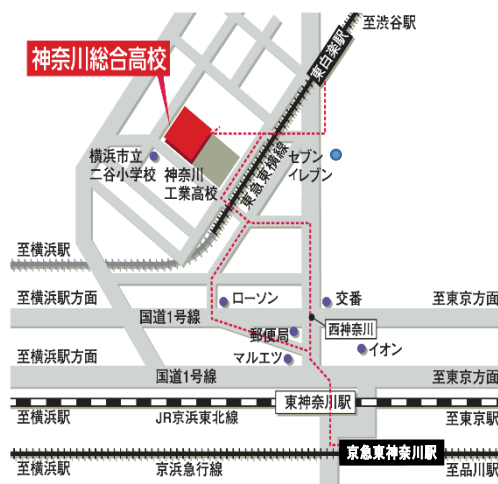 至渋谷駅
東白楽駅
神奈川総合高校
横浜市立
二谷小学校
神奈川
工業高校
東急東横線
セブン
イレブン
至横浜駅
至横浜駅方面
ローソン
交番
至東京方面
国道1号線
西神奈川
郵便局
イオン
至横浜駅方面
マルエツ
国道1号線
至東京方面
東神奈川駅
至横浜駅
JR京浜東北線
至東京駅
京急東神奈川駅
至横浜駅
京浜急行線
至品川駅